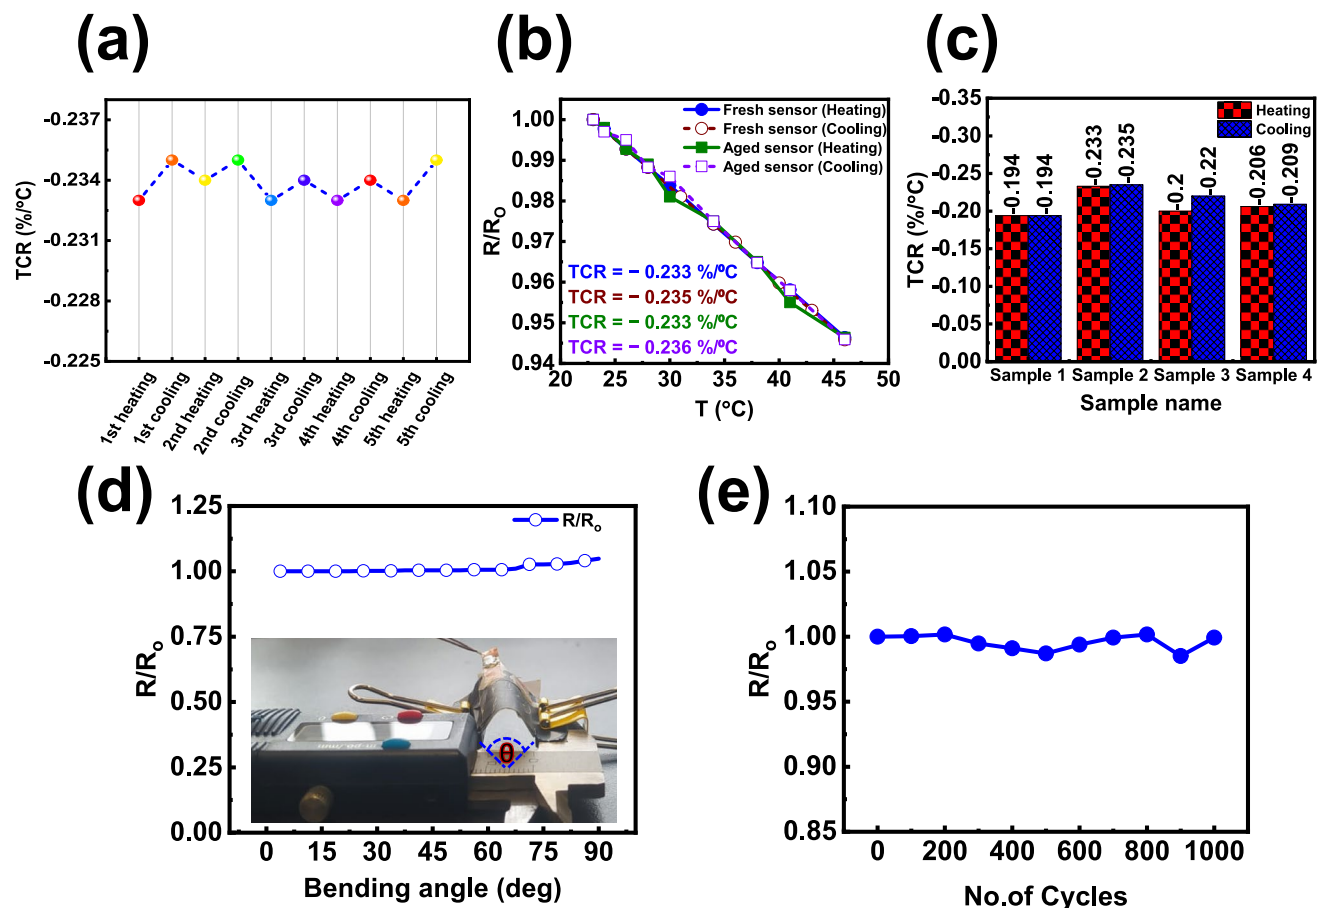 (a)
-0.237
-0.234
-0.231
-0.228
-0.225
TCR (%/°C)
1st heating
1st cooling
2nd heating
2nd cooling
3rd heating
3rd cooling
4th heating
4th cooling
5th heating
5th cooling
(b)
1.00
0.99
0.98
0.97
0.96
0.95
0.94
R/R_O
Fresh sensor (Heating)
Fresh sensor (Cooling)
Aged sensor (Heating)
Aged sensor (Cooling)
TCR = − 0.233 %/ºC
TCR = − 0.235 %/ºC
TCR = − 0.233 %/ºC
TCR = − 0.236 %/ºC
20 25 30 35 40 45 50
T (°C)
(c)
-0.35
-0.30
-0.25
-0.20
-0.15
-0.10
-0.05
0.00
TCR (%/°C)
Heating
Cooling
-0.194
-0.194
-0.233
-0.235
-0.2
-0.22
-0.206
-0.209
Sample 1 Sample 2 Sample 3 Sample 4
Sample name
(d)
1.25
1.00
0.75
0.50
0.25
0.00
R/R_o
R/R_o
θ
0 15 30 45 60 75 90
Bending angle (deg)
(e)
1.10
1.05
1.00
0.95
0.90
0.85
R/R_o
0 200 400 600 800 1000
No.of Cycles